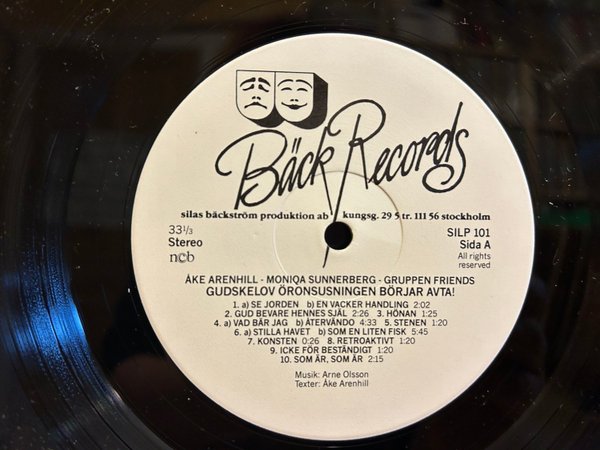 Bäck Records
silas bäckström produktion ab kungsg. 29 5 tr. 111 56 stockholm
33 1/3
Stereo
ncb
SILP 101
Sida A
All rights
reserved
ÅKE ARENHILL - MONIQA SUNNERBERG - GRUPPEN FRIENDS
GUDSKELOV ÖRONSUSNINGEN BÖRJAR AVTA!
1. a) SE JORDEN b) EN VACKER HANDLING 2:02
2. GUD BEVARE HENNES SJÄL 2:26 3. HÖNAN 1:25
4. a) VAD BÄR JAG b) ÅTERVÄNDO 4:33 5. STENEN 1:20
6. a) STILLA HAVET b) SOM EN LITEN FISK 5:45
7. KONSTEN 0:26 8. RETROAKTIVT 1:20
9. ICKE FÖR BESTÄNDIGT 1:20
10. SOM ÅR, SOM ÄR 2:15
Musik: Arne Olsson
Texter: Åke Arenhill